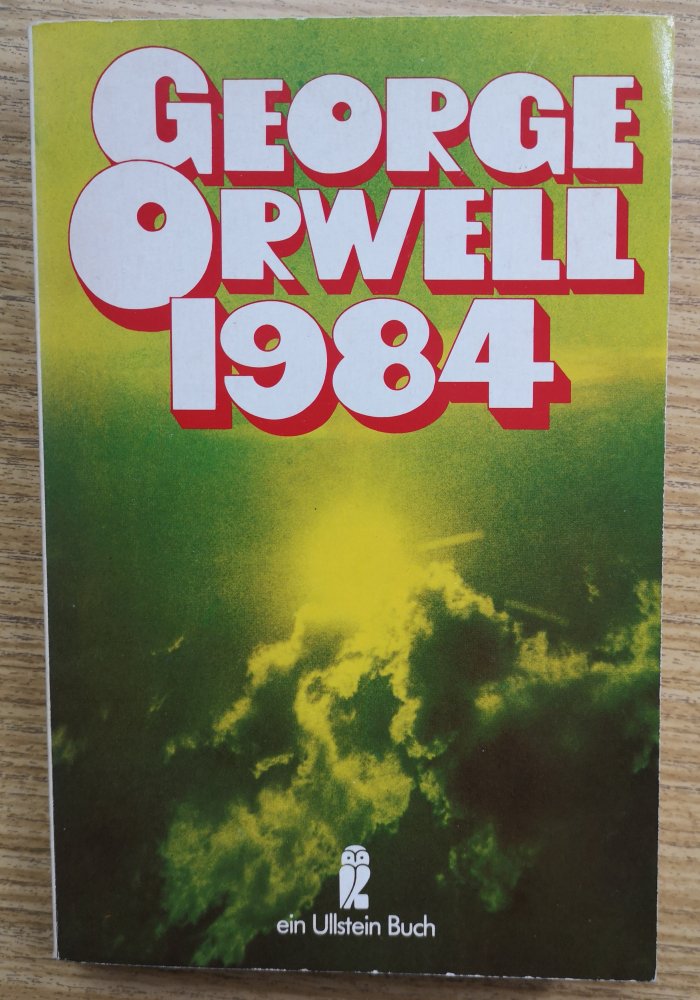 GEORGE
ORWELL
1984
ein Ullstein Buch